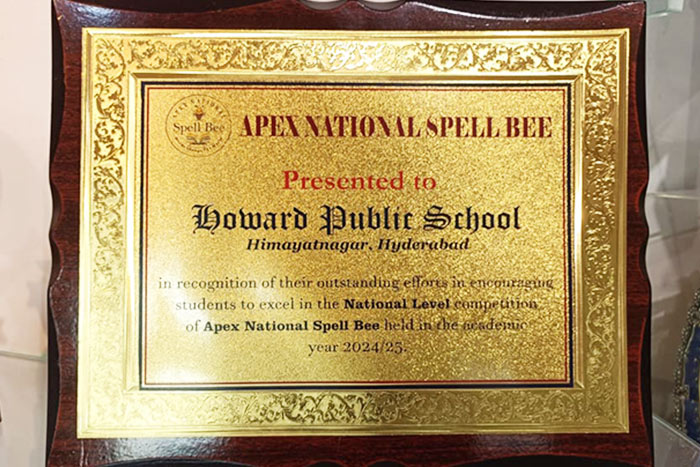 Spell Bee
APEX NATIONAL SPELL BEE
Presented to
Howard Public School
Himayatnagar, Hyderabad
in recognition of their outstanding efforts in encouraging
students to excel in the National Level competition
of Apex National Spell Bee held in the academic
year 2024/25.